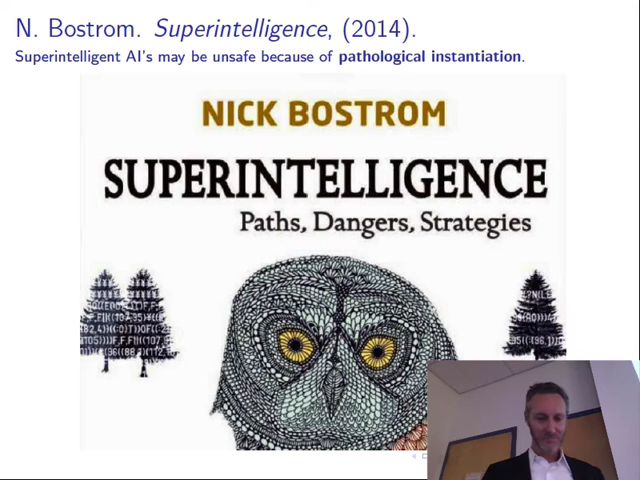 N. Bostrom. Superintelligence, (2014).
Superintelligent AI's may be unsafe because of pathological instantiation.
NICK BOSTROM
SUPERINTELLIGENCE
Paths, Dangers, Strategies